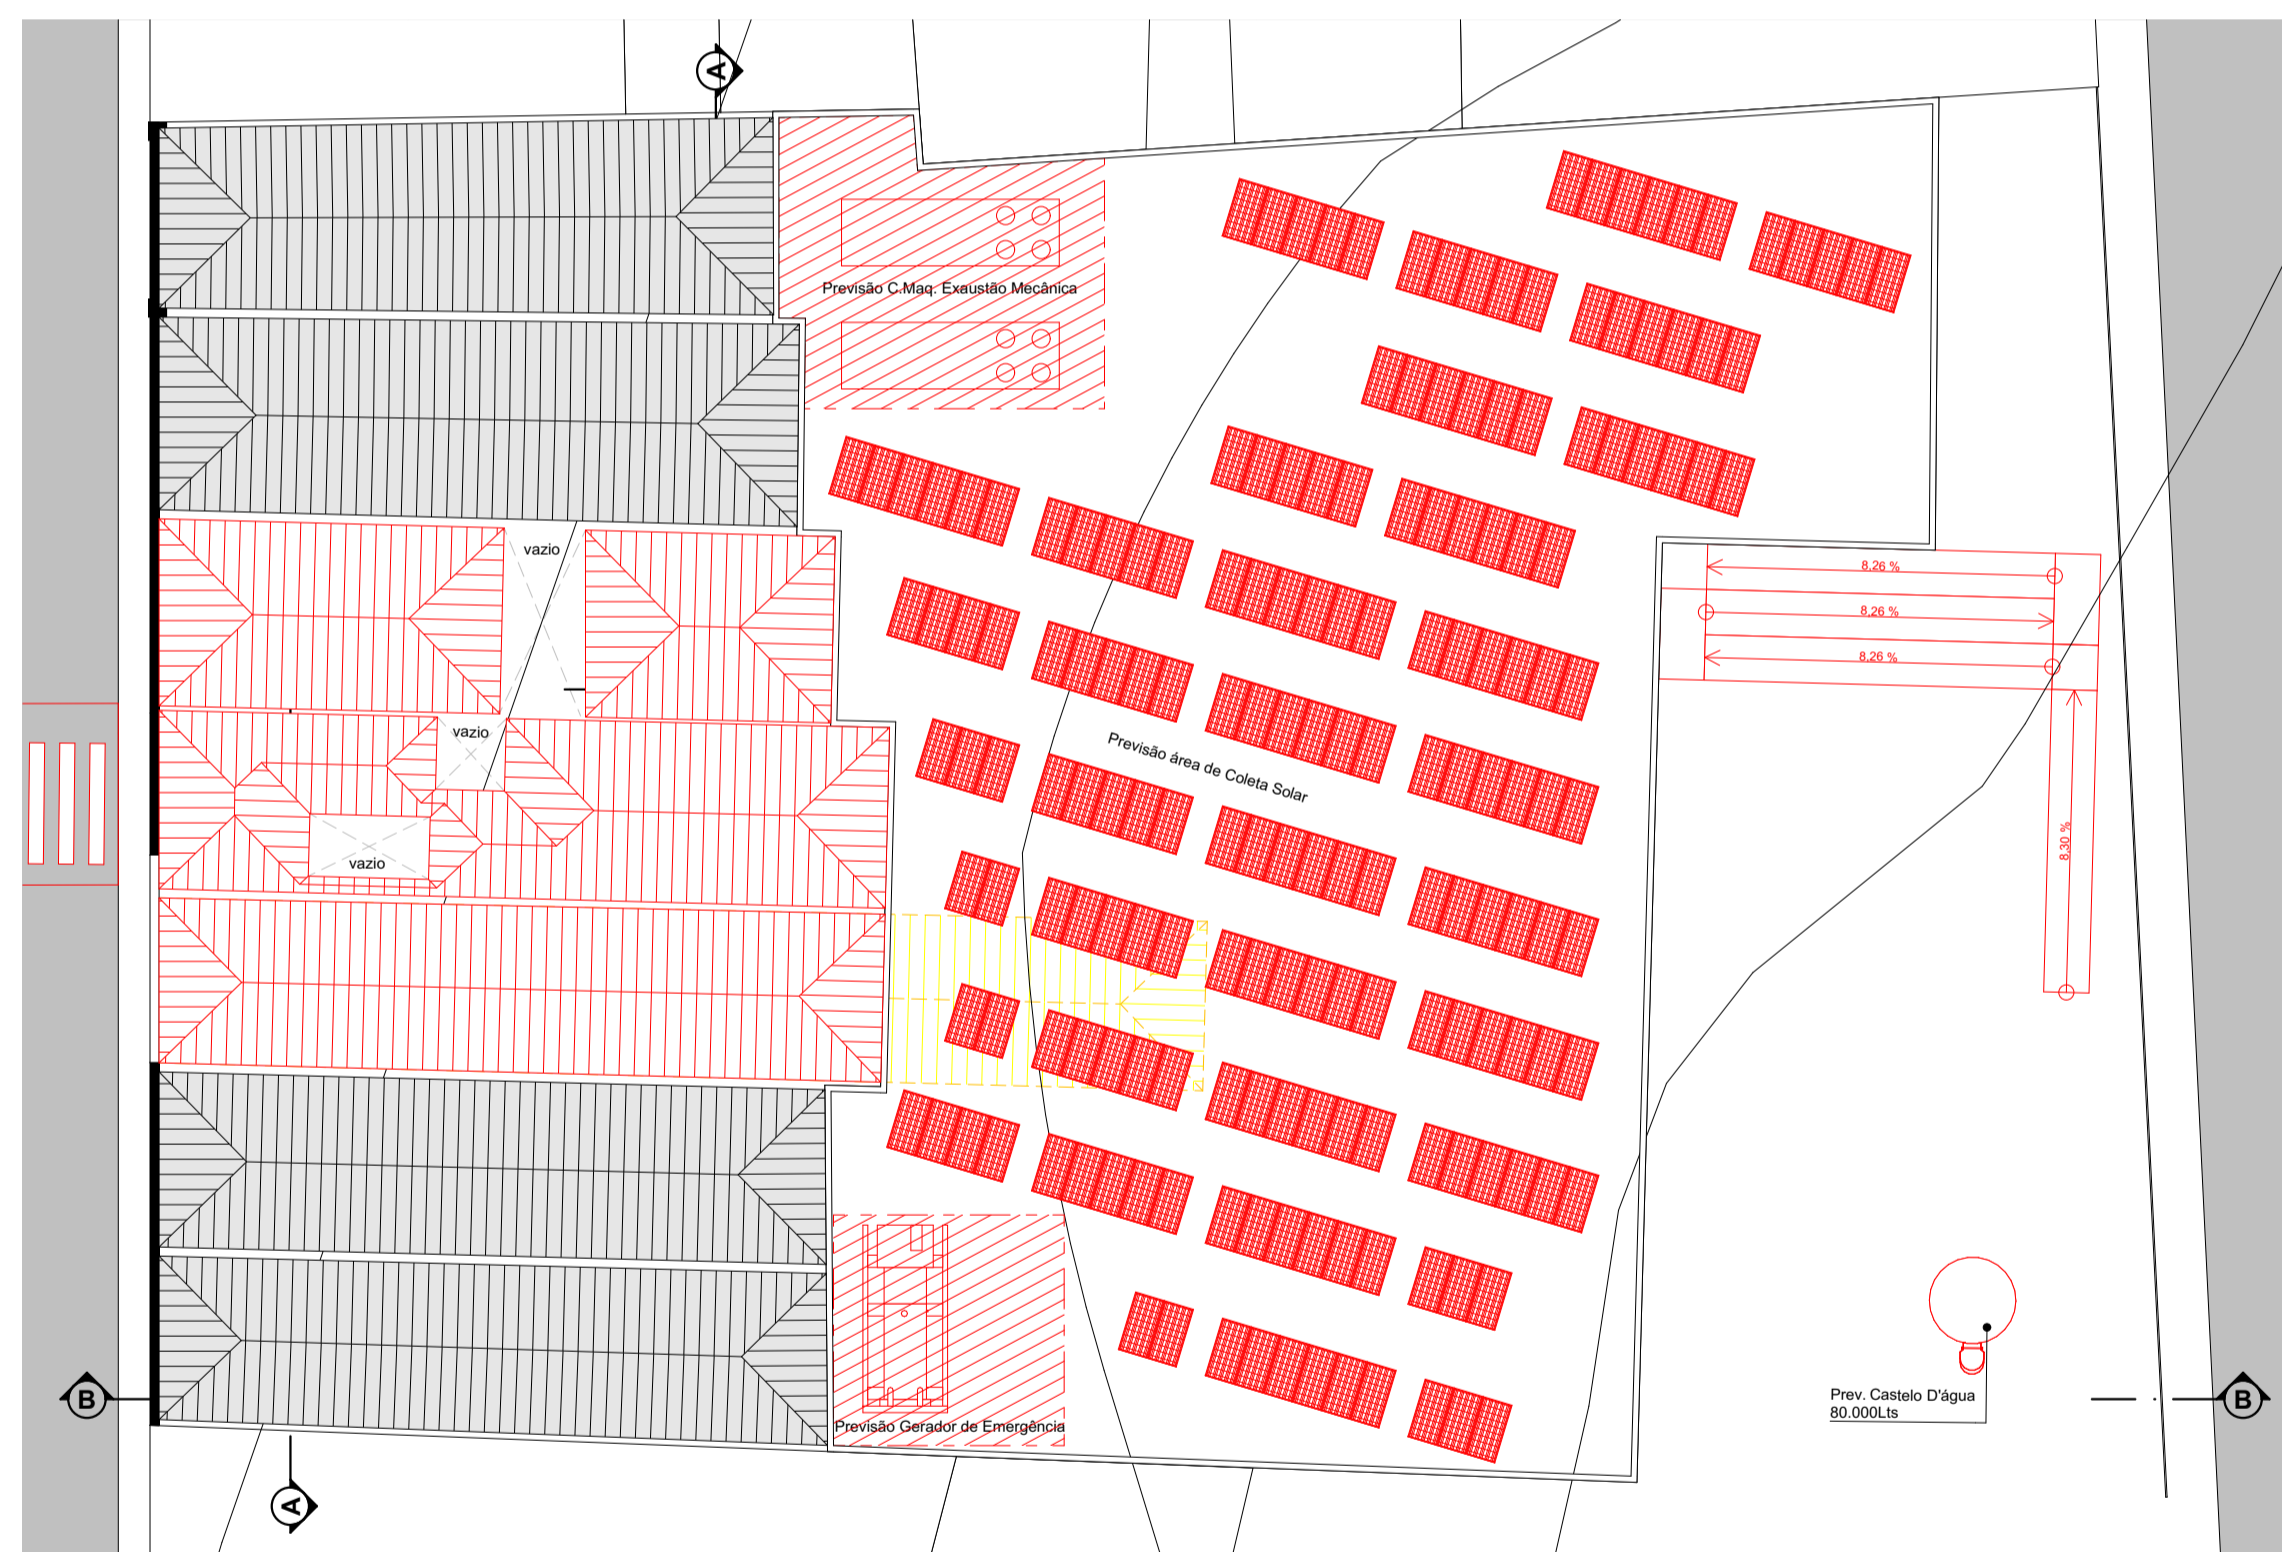 A
Previsão C.Maq. Exaustão Mecânica
vazio
8,26 %
8,26 %
8,26 %
vazio
Previsão área de Coleta Solar
vazio
8,30 %
B
Prev. Castelo D'água
80.000Lts
B
Previsão Gerador de Emergência
A